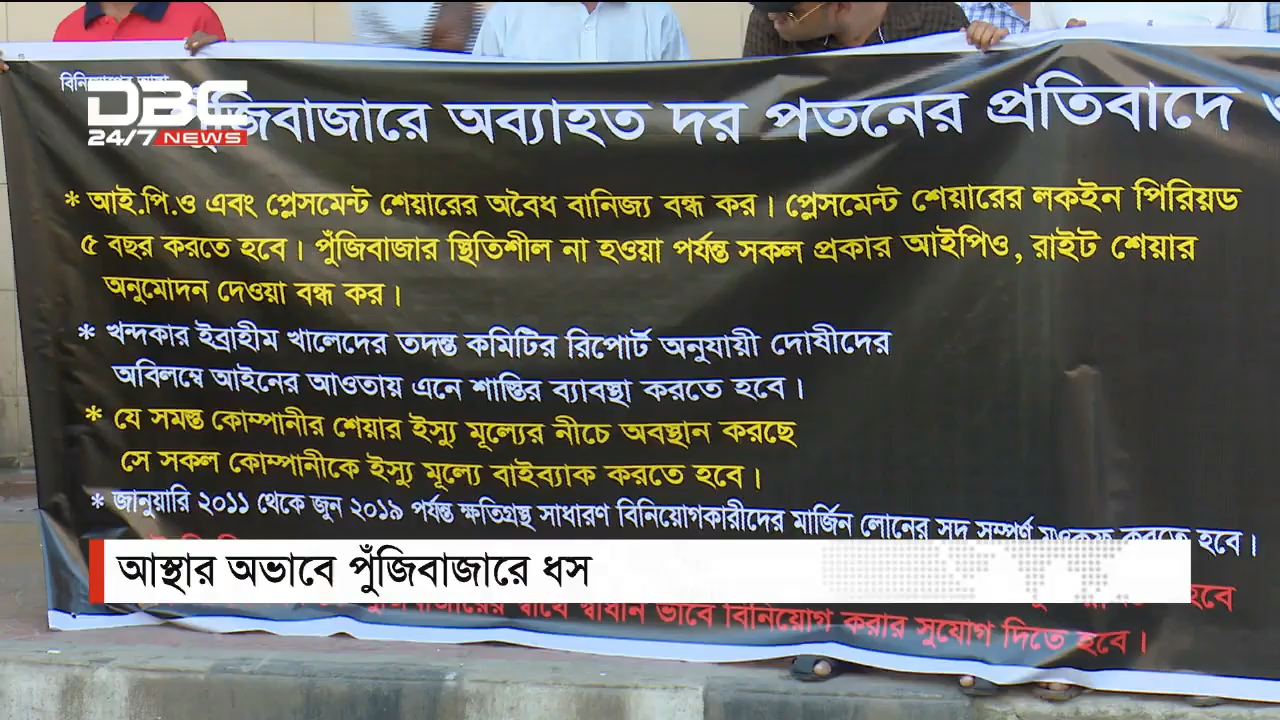 বিনিয়োগের
DBC
24/7 NEWS
পুঁজিবাজারে অব্যাহত দর পতনের প্রতিবাদে
* আই.পি.ও এবং প্লেসমেন্ট শেয়ারের অবৈধ বানিজ্য বন্ধ কর। প্লেসমেন্ট শেয়ারের লকইন পিরিয়ড
৫ বছর করতে হবে। পুঁজিবাজার স্থিতিশীল না হওয়া পর্যন্ত সকল প্রকার আইপিও, রাইট শেয়ার
অনুমোদন দেওয়া বন্ধ কর।
* খন্দকার ইব্রাহীম খালেদের তদন্ত কমিটির রিপোর্ট অনুযায়ী দোষীদের
অবিলম্বে আইনের আওতায় এনে শাস্তির ব্যাবস্থা করতে হবে।
* যে সমস্ত কোম্পানীর শেয়ার ইস্যু মূল্যের নীচে অবস্থান করছে
সে সকল কোম্পানীকে ইস্যু মূল্যে বাইব্যাক করতে হবে।
* জানুয়ারি ২০১১ থেকে জুন ২০১৯ পর্যন্ত ক্ষতিগ্রস্থ সাধারণ বিনিয়োগকারীদের মার্জিন লোনের সুদ সম্পূর্ণ মওকুফ করতে হবে।
আস্থার অভাবে পুঁজিবাজারে ধস
হবে
পুঁজিবাজারের স্বার্থে স্বাধীন ভাবে বিনিয়োগ করার সুযোগ দিতে হবে।